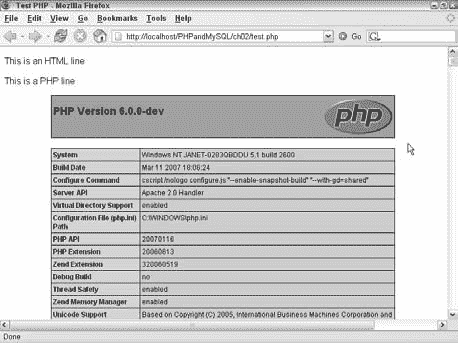 Test PHP - Mozilla Firefox
File Edit View Go Bookmarks Tools Help
http://localhost/PHPandMySQL/ch02/test.php
Go
This is an HTML line
This is a PHP line
PHP Version 6.0.0-dev
php
System Windows NT JANET-0283QBDDU 5.1 build 2600
Build Date Mar 11 2007 18:06:24
Configure Command cscript /nologo configure.js "--enable-snapshot-build" "--with-gd=shared"
Server API Apache 2.0 Handler
Virtual Directory Support enabled
Configuration File (php.ini) Path C:\WINDOWS\php.ini
PHP API 20070116
PHP Extension 20060613
Zend Extension 320060519
Debug Build no
Thread Safety enabled
Zend Memory Manager enabled
Unicode Support Based on Copyright (C) 2005, International Business Machines Corporation and
Done